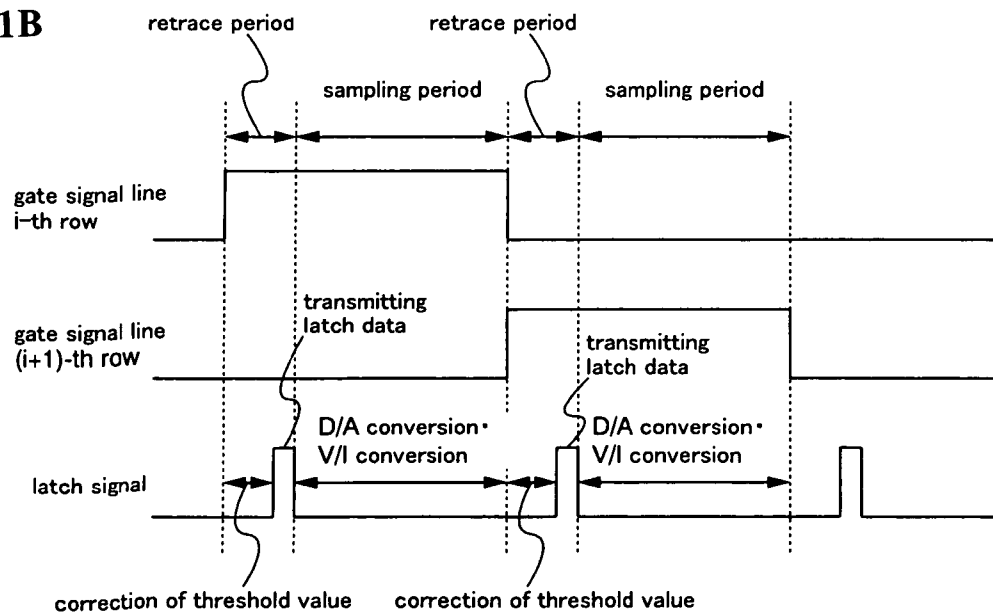 1B
retrace period
retrace period
sampling period
sampling period
gate signal line
i-th row
transmitting
latch data
gate signal line
(i+1)-th row
transmitting
latch data
D/A conversion・
V/I conversion
D/A conversion・
V/I conversion
latch signal
correction of threshold value
correction of threshold value